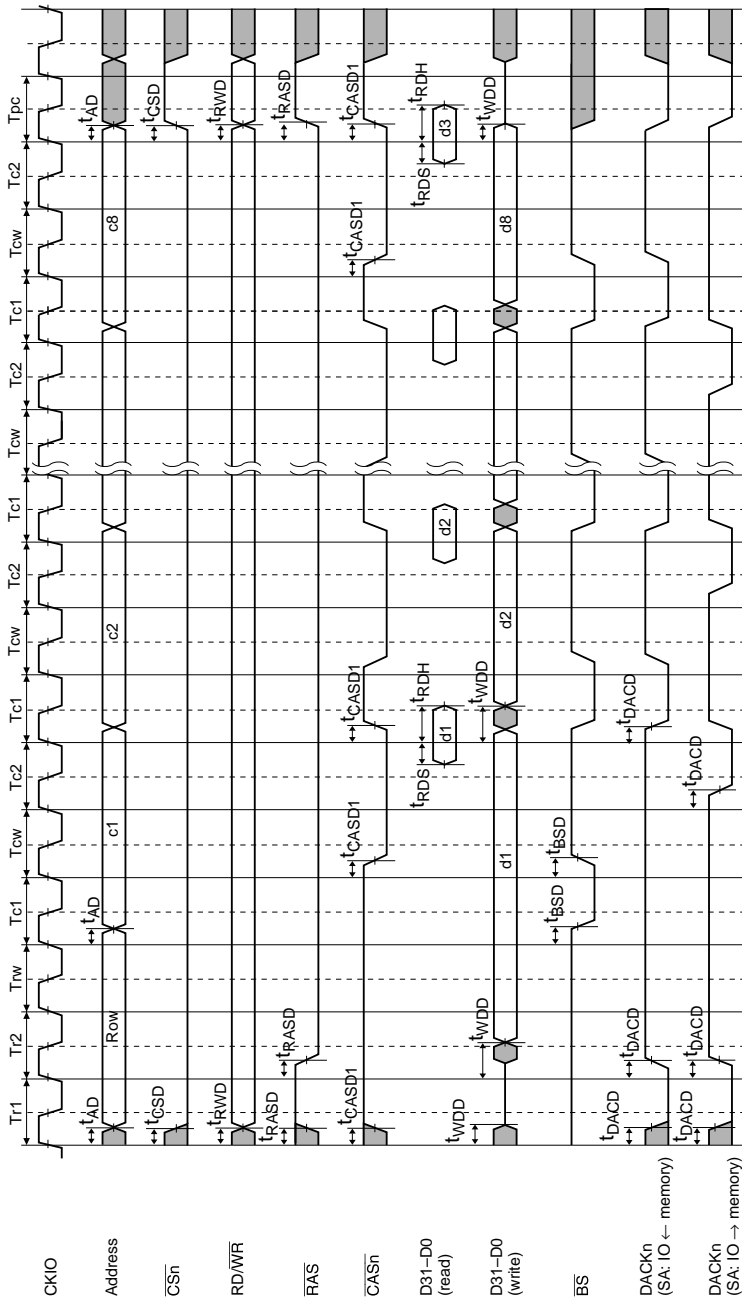 Tr1 Tr2 Trw Tc1 Tcw Tc2 Tc1 Tcw Tc2 Tc1 Tcw Tc2 Tc1 Tcw Tc2 Tpc
CKIO
tAD tAD tAD
Address Row c1 c2 c8
tCSD tCSD
CSn
tRWD tRWD
RD/WR
tRASD tRASD tRASD
RAS
tCASD1 tCASD1 tCASD1 tCASD1 tCASD1
CASn
tRDS tRDH tRDS tRDH
D31–D0
(read)
d1 d2 d3
tWDD tWDD tWDD tWDD
D31–D0
(write)
d1 d2 d8
tBSD tBSD
BS
tDACD tDACD tDACD
DACKn
(SA: IO ← memory)
tDACD tDACD tDACD
DACKn
(SA: IO → memory)